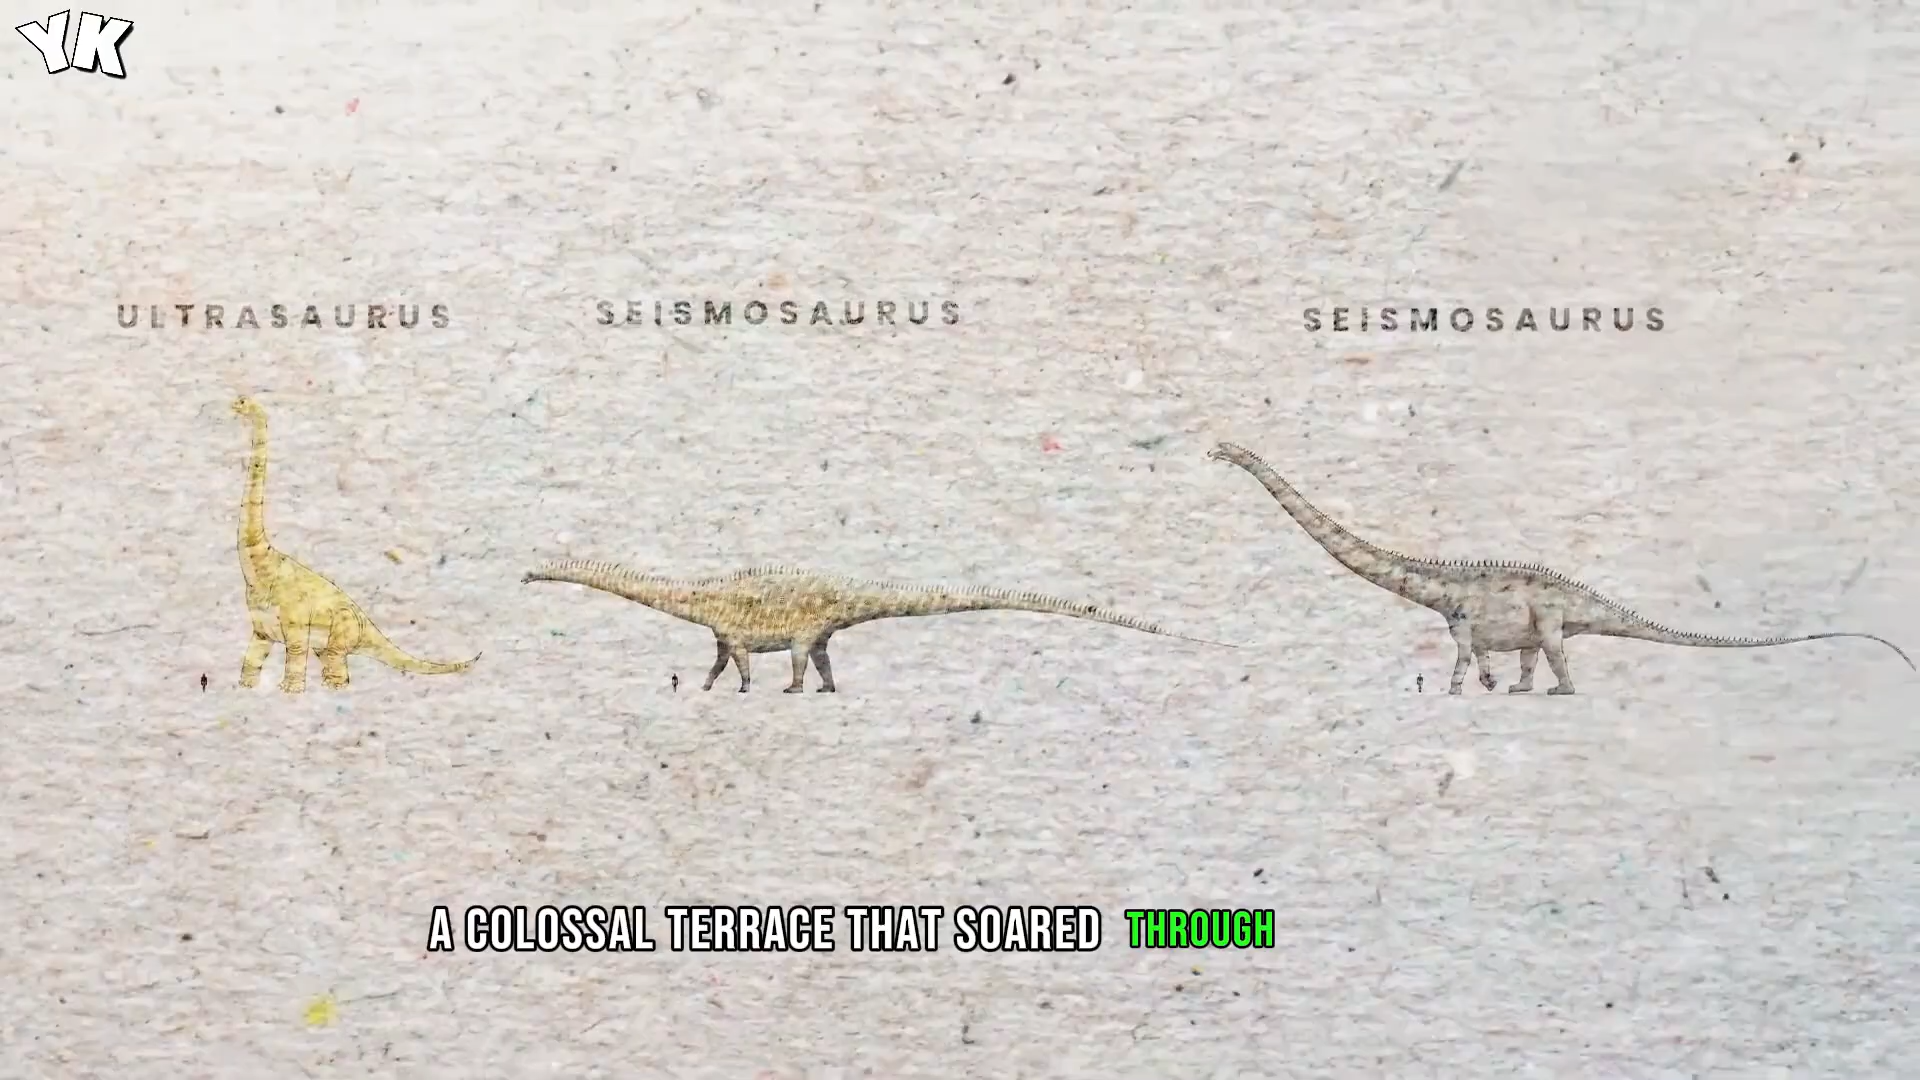 YK
ULTRASAURUS
SEISMOSAURUS
SEISMOSAURUS
A COLOSSAL TERRACE THAT SOARED THROUGH